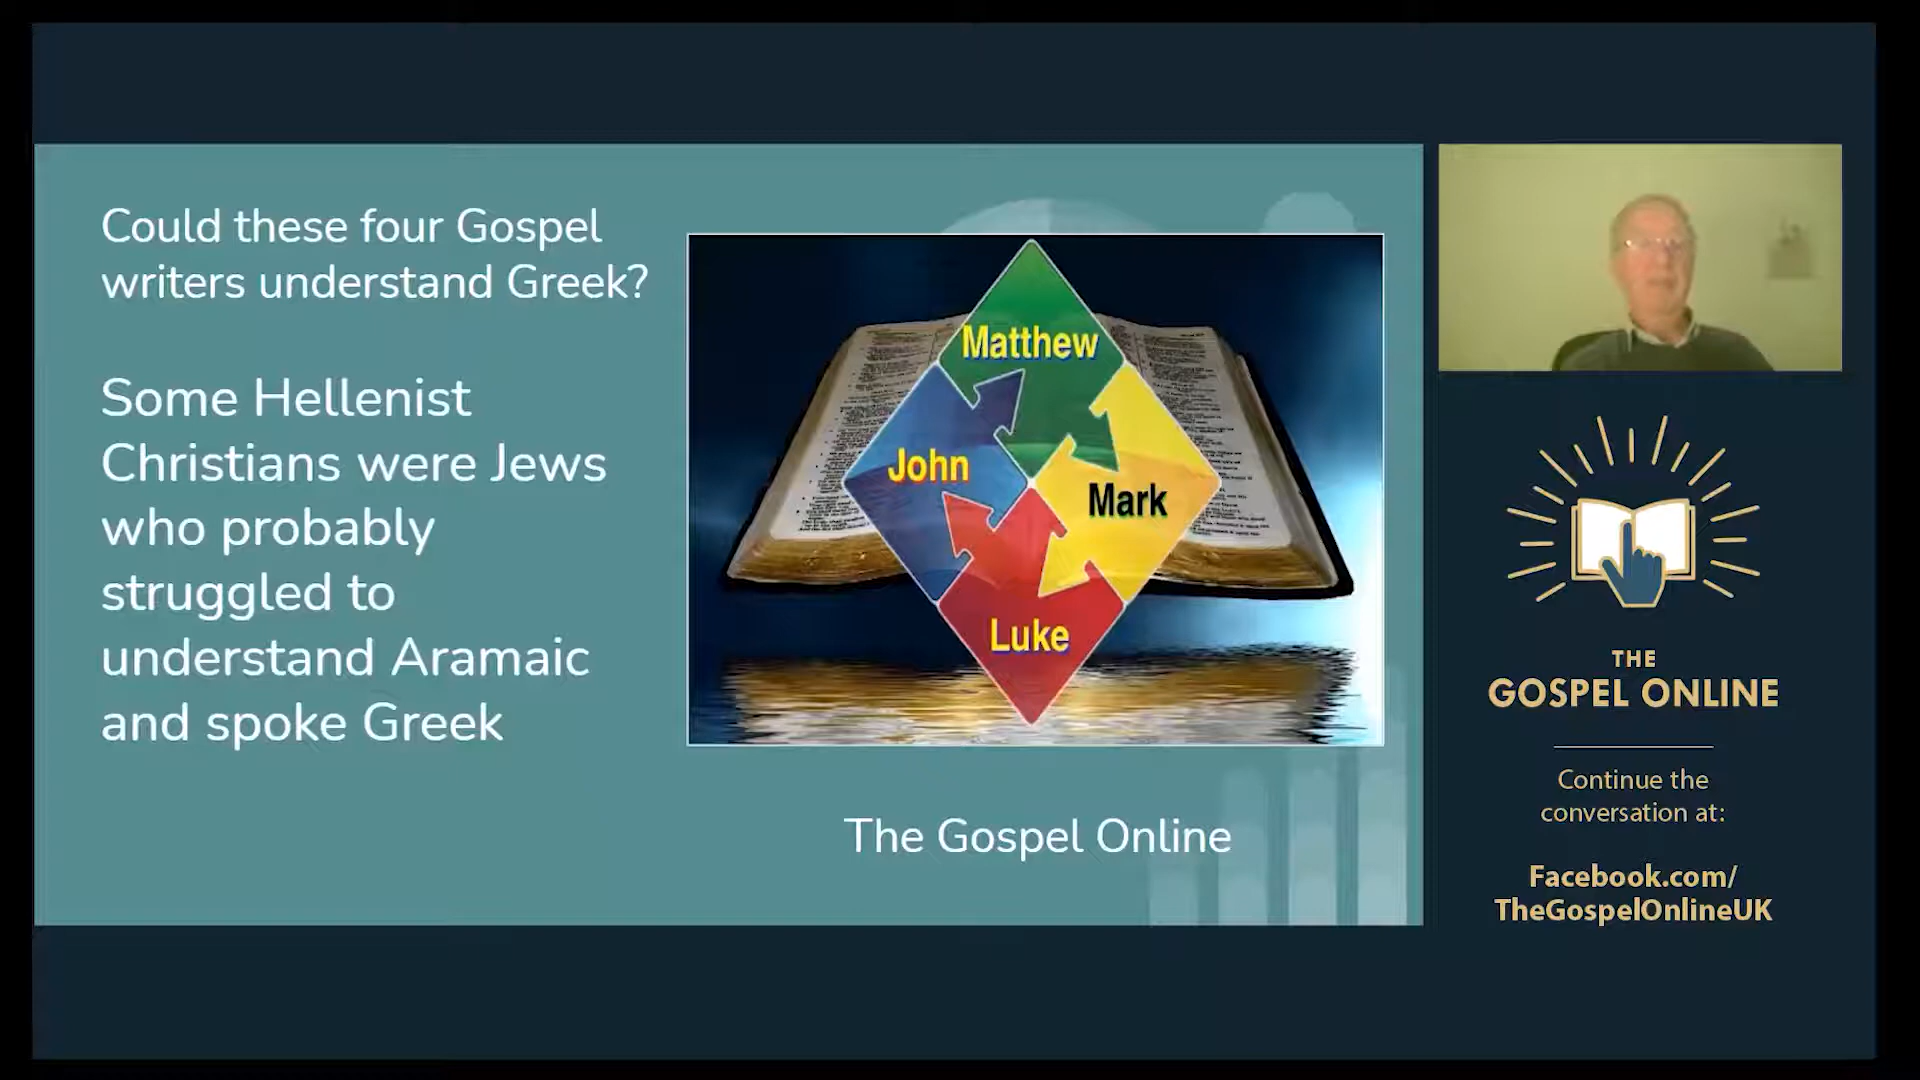 Could these four Gospel
writers understand Greek?
Some Hellenist
Christians were Jews
who probably
struggled to
understand Aramaic
and spoke Greek
Matthew
John
Mark
Luke
The Gospel Online
THE
GOSPEL ONLINE
Continue the
conversation at:
Facebook.com/
TheGospelOnlineUK